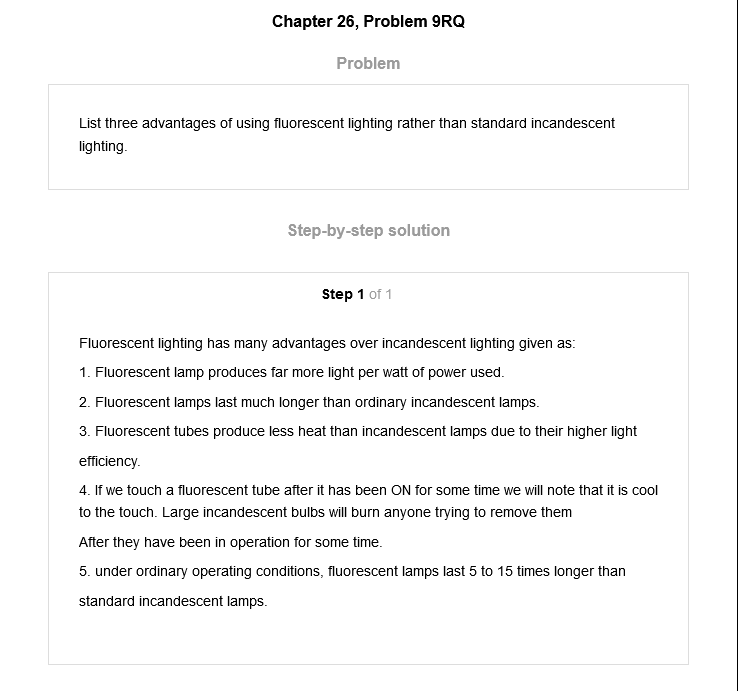 Chapter 26, Problem 9RQ
Problem
List three advantages of using fluorescent lighting rather than standard incandescent
lighting.
Step-by-step solution
Step 1 of 1
Fluorescent lighting has many advantages over incandescent lighting given as:
1. Fluorescent lamp produces far more light per watt of power used.
2. Fluorescent lamps last much longer than ordinary incandescent lamps.
3. Fluorescent tubes produce less heat than incandescent lamps due to their higher light
efficiency.
4. If we touch a fluorescent tube after it has been ON for some time we will note that it is cool
to the touch. Large incandescent bulbs will burn anyone trying to remove them
After they have been in operation for some time.
5. under ordinary operating conditions, fluorescent lamps last 5 to 15 times longer than
standard incandescent lamps.